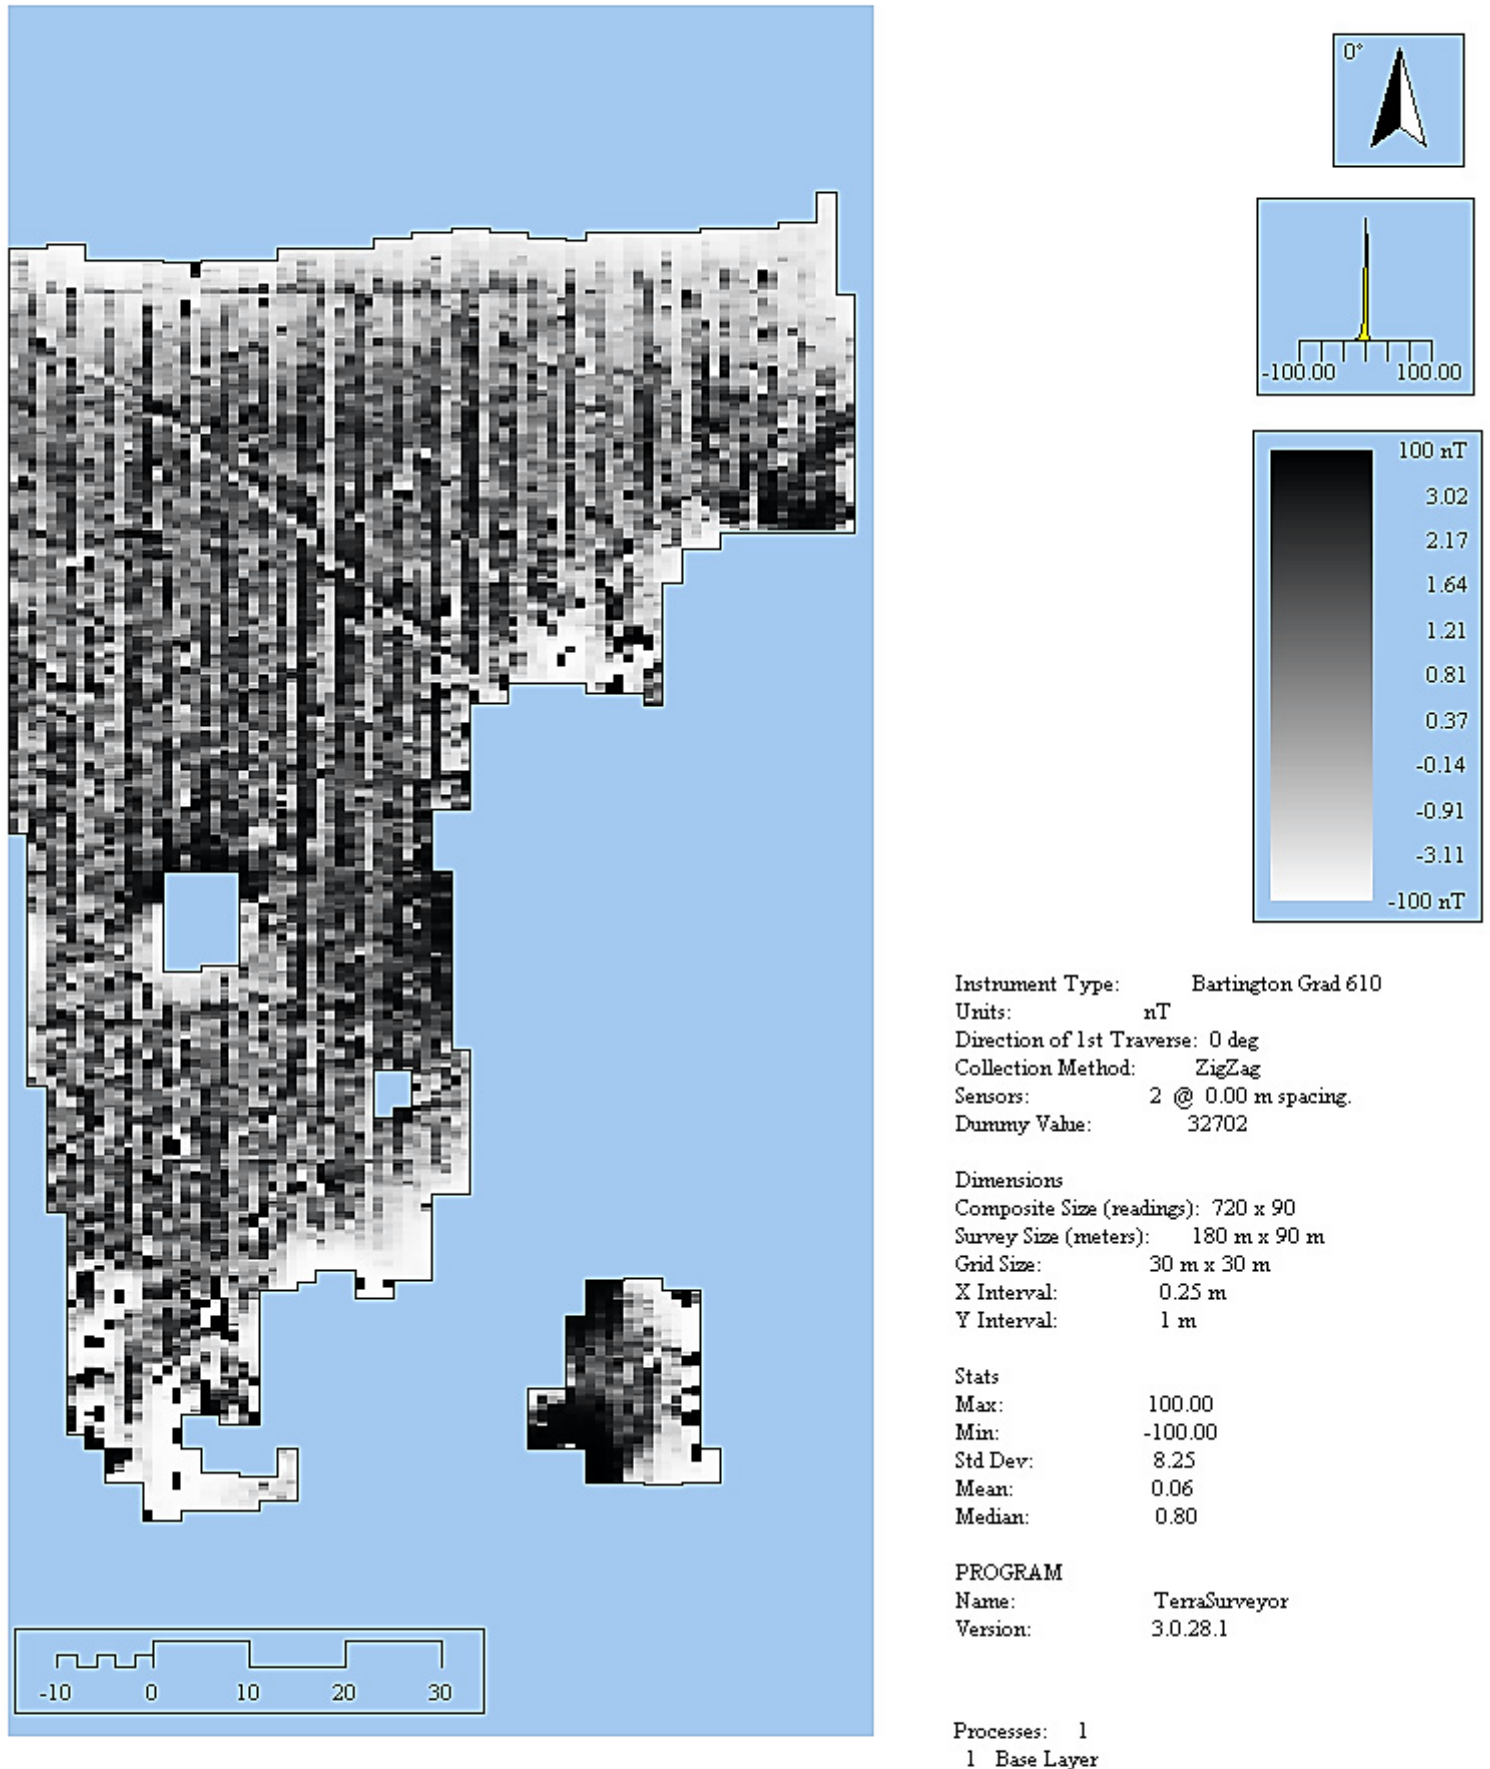 0°
-100.00 100.00
100 nT
3.02
2.17
1.64
1.21
0.81
0.37
-0.14
-0.91
-3.11
-100 nT
Instrument Type: Bartington Grad 610
Units: nT
Direction of 1st Traverse: 0 deg
Collection Method: ZigZag
Sensors: 2 @ 0.00 m spacing.
Dummy Value: 32702
Dimensions
Composite Size (readings): 720 x 90
Survey Size (meters): 180 m x 90 m
Grid Size: 30 m x 30 m
X Interval: 0.25 m
Y Interval: 1 m
Stats
Max: 100.00
Min: -100.00
Std Dev: 8.25
Mean: 0.06
Median: 0.80
PROGRAM
Name: TerraSurveyor
Version: 3.0.28.1
-10 0 10 20 30
Processes: 1
1 Base Layer